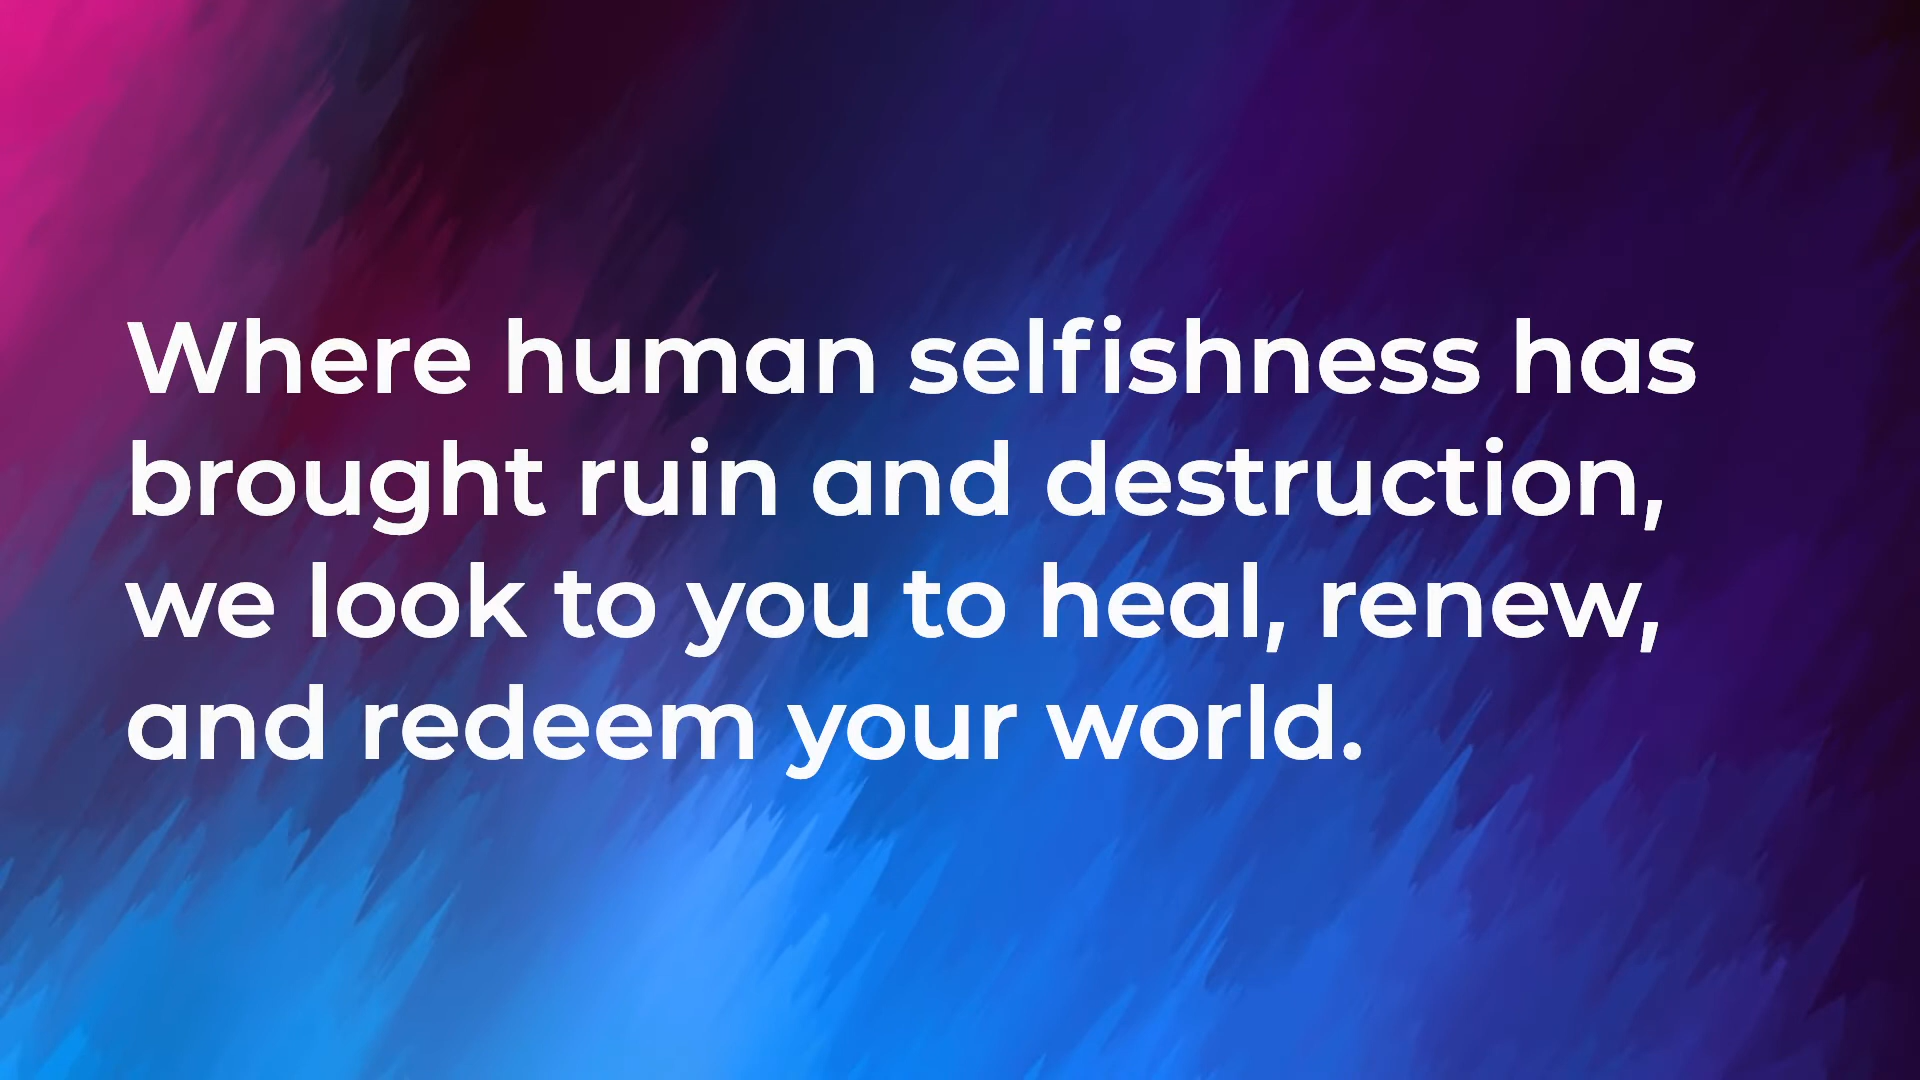 Where human selfishness has
brought ruin and destruction,
we look to you to heal, renew,
and redeem your world.